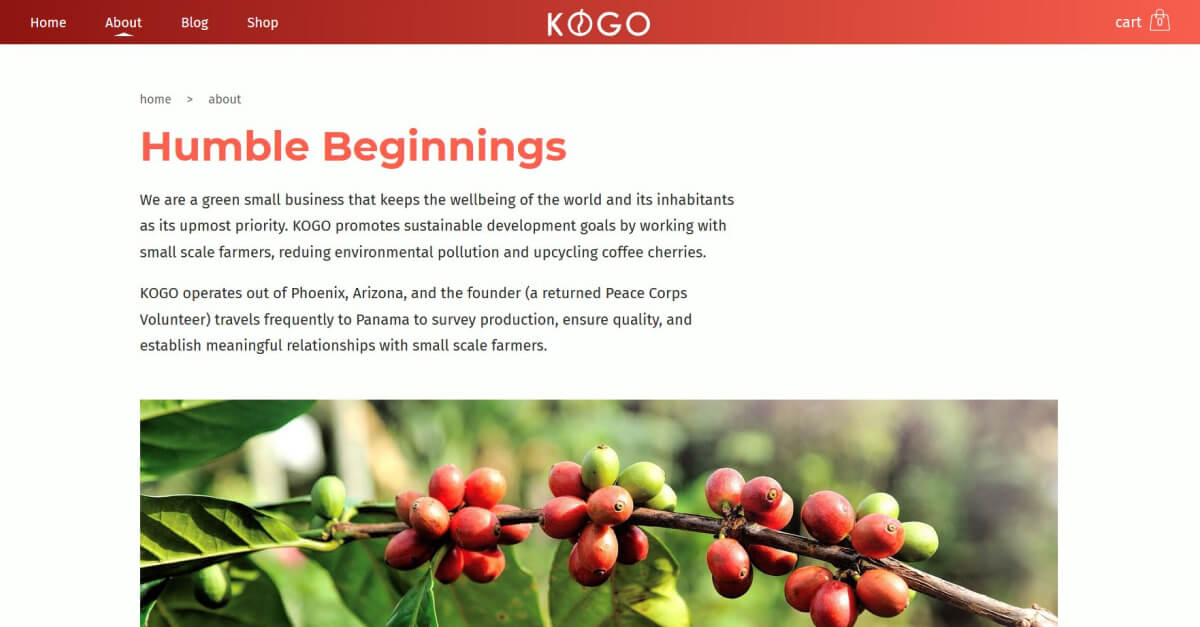 Home About Blog Shop KOGO cart 0
home > about
Humble Beginnings
We are a green small business that keeps the wellbeing of the world and its inhabitants
as its upmost priority. KOGO promotes sustainable development goals by working with
small scale farmers, reduing environmental pollution and upcycling coffee cherries.
KOGO operates out of Phoenix, Arizona, and the founder (a returned Peace Corps
Volunteer) travels frequently to Panama to survey production, ensure quality, and
establish meaningful relationships with small scale farmers.